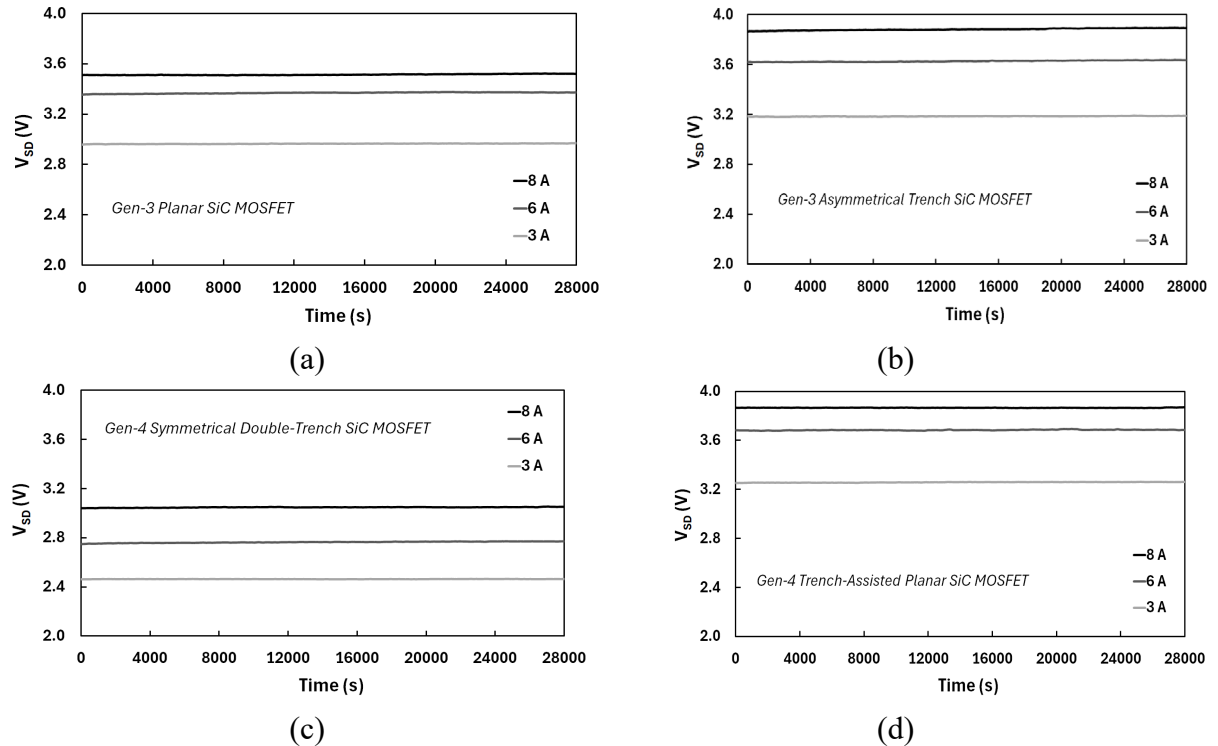 4.0
3.6
3.2
2.8
2.4
2.0
V_SD (V)
Gen-3 Planar SiC MOSFET
8 A
6 A
3 A
0 4000 8000 12000 16000 20000 24000 28000
Time (s)
(a)
4.0
3.6
3.2
2.8
2.4
2.0
V_SD (V)
Gen-3 Asymmetrical Trench SiC MOSFET
8 A
6 A
3 A
0 4000 8000 12000 16000 20000 24000 28000
Time (s)
(b)
4.0
3.6
3.2
2.8
2.4
2.0
V_SD (V)
Gen-4 Symmetrical Double-Trench SiC MOSFET
8 A
6 A
3 A
0 4000 8000 12000 16000 20000 24000 28000
Time (s)
(c)
4.0
3.6
3.2
2.8
2.4
2.0
V_SD (V)
Gen-4 Trench-Assisted Planar SiC MOSFET
8 A
6 A
3 A
0 4000 8000 12000 16000 20000 24000 28000
Time (s)
(d)